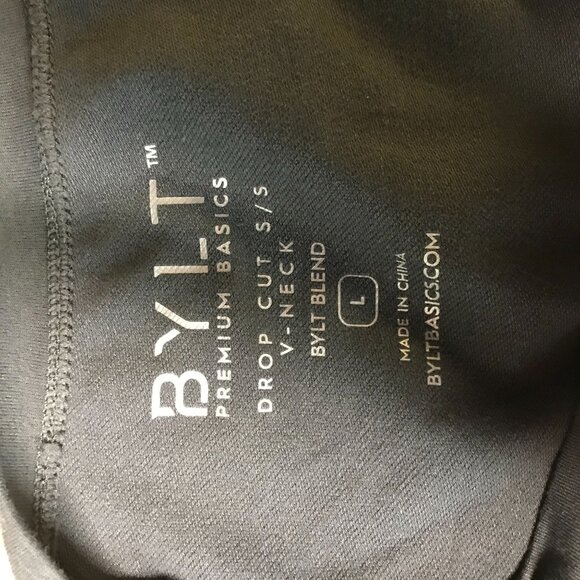 BYLT™
PREMIUM BASICS
DROP CUT S/S
V-NECK
BYLT BLEND
L
MADE IN CHINA
BYLTBASICS.COM